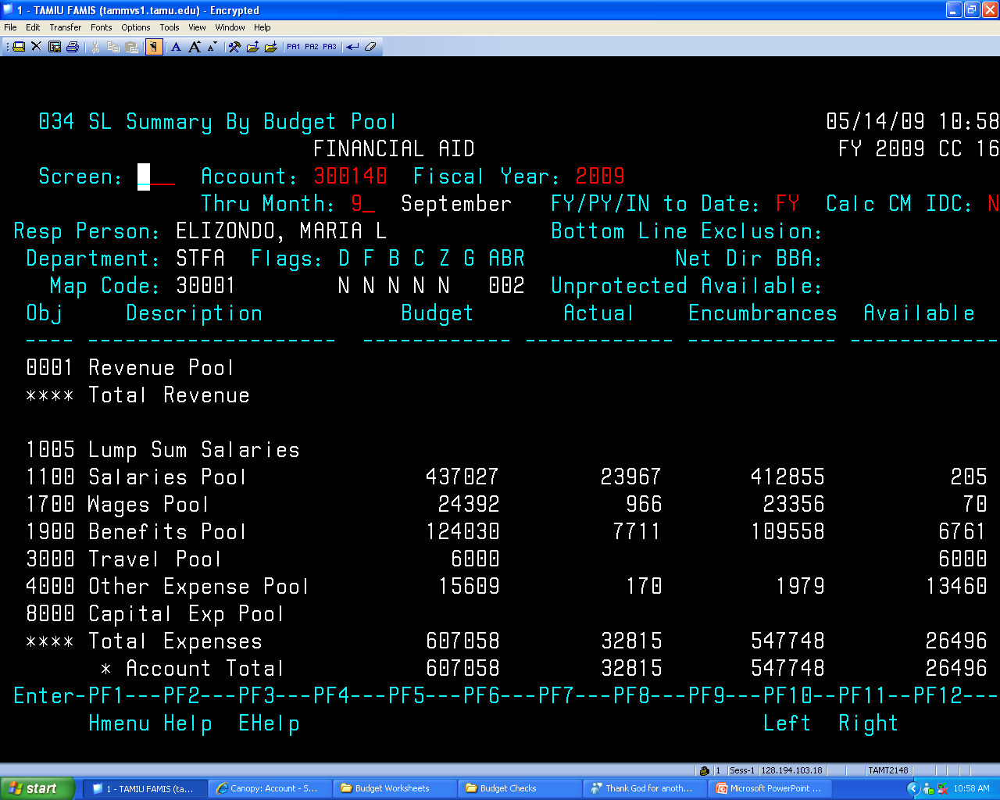 1 - TAMIU FAMIS (tammvs1.tamu.edu) - Encrypted
File Edit Transfer Fonts Options Tools View Window Help
A A A PA1 PA2 PA3
034 SL Summary By Budget Pool 05/14/09 10:58
FINANCIAL AID FY 2009 CC 16
Screen: ___ Account: 300140 Fiscal Year: 2009
Thru Month: 9_ September FY/PY/IN to Date: FY Calc CM IDC: N
Resp Person: ELIZONDO, MARIA L Bottom Line Exclusion:
Department: STFA Flags: D F B C Z G ABR Net Dir BBA:
Map Code: 30001 N N N N N 002 Unprotected Available:
Obj Description Budget Actual Encumbrances Available
---- -------------------- ------------ ------------ ------------ ------------
0001 Revenue Pool
**** Total Revenue
1005 Lump Sum Salaries
1100 Salaries Pool 437027 23967 412855 205
1700 Wages Pool 24392 966 23356 70
1900 Benefits Pool 124030 7711 109558 6761
3000 Travel Pool 6000 6000
4000 Other Expense Pool 15609 170 1979 13460
8000 Capital Exp Pool
**** Total Expenses 607058 32815 547748 26496
* Account Total 607058 32815 547748 26496
Enter-PF1---PF2---PF3---PF4---PF5---PF6---PF7---PF8---PF9---PF10--PF11--PF12---
Hmenu Help EHelp Left Right
1 Sess-1 128.194.103.18 TAMT2148
start 1 - TAMIU FAMIS (ta... Canopy: Account - S... Budget Worksheets Budget Checks Thank God for anoth... Microsoft PowerPoint ... 10:58 AM